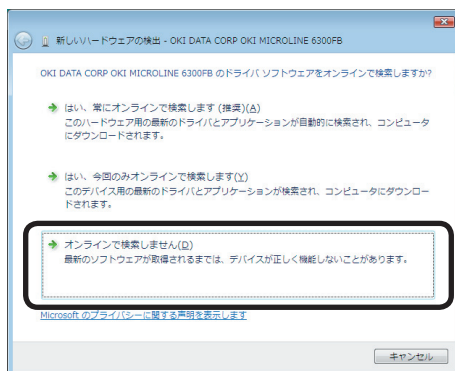 新しいハードウェアの検出 - OKI DATA CORP OKI MICROLINE 6300FB
OKI DATA CORP OKI MICROLINE 6300FB のドライバ ソフトウェアをオンラインで検索しますか?
はい、常にオンラインで検索します (推奨)(A)
このハードウェア用の最新のドライバとアプリケーションが自動的に検索され、コンピュータ
にダウンロードされます。
はい、今回のみオンラインで検索します(Y)
このデバイス用の最新のドライバとアプリケーションが検索され、コンピュータにダウンロー
ドされます。
オンラインで検索しません(D)
最新のソフトウェアが取得されるまでは、デバイスが正しく機能しないことがあります。
Microsoft のプライバシーに関する声明を表示します
キャンセル